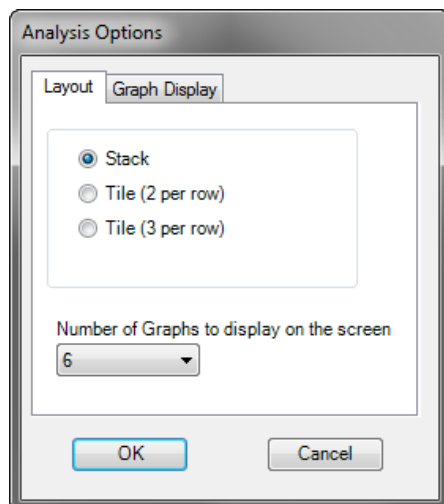 Analysis Options
Layout Graph Display
Stack
Tile (2 per row)
Tile (3 per row)
Number of Graphs to display on the screen
6
OK Cancel